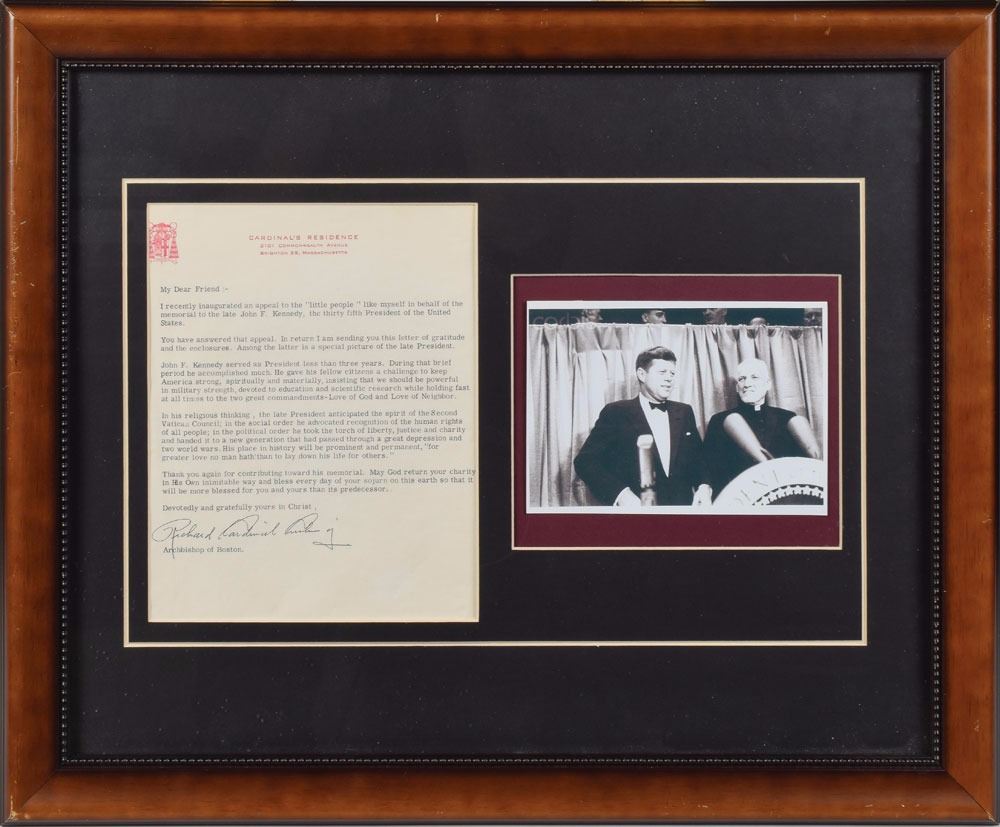 CARDINAL'S RESIDENCE
2101 COMMONWEALTH AVENUE
BRIGHTON 35, MASSACHUSETTS
My Dear Friend :-
I recently inaugurated an appeal to the "little people " like myself in behalf of the
memorial to the late John F. Kennedy, the thirty fifth President of the United
States.
You have answered that appeal. In return I am sending you this letter of gratitude
and the enclosures. Among the latter is a special picture of the late President.
John F. Kennedy served as President less than three years. During that brief
period he accomplished much. He gave his fellow citizens a challenge to keep
America strong, spiritually and materially, insisting that we should be powerful
in military strength, devoted to education and scientific research while holding fast
at all times to the two great commandments-Love of God and Love of Neighbor.
In his religious thinking , the late President anticipated the spirit of the Second
Vatican Council; in the social order he advocated recognition of the human rights
of all people; in the political order he took the torch of liberty, justice and charity
and handed it to a new generation that had passed through a great depression and
two world wars. His place in history will be prominent and permanent, "for
greater love no man hath than to lay down his life for others."
Thank you again for contributing toward his memorial. May God return your charity
in His Own inimitable way and bless every day of your sojurn on this earth so that it
will be more blessed for you and yours than its predecessor.
Devotedly and gratefully yours in Christ ,
Richard Cardinal Cushing
Archbishop of Boston.
corbis